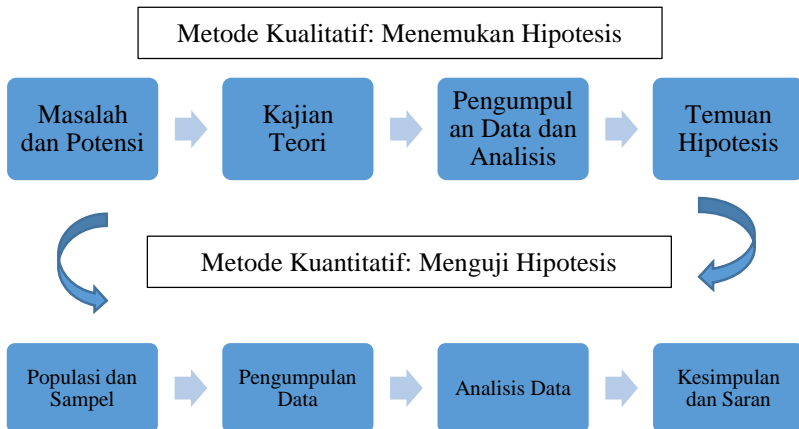 Metode Kualitatif: Menemukan Hipotesis
Masalah
dan Potensi
Kajian
Teori
Pengumpul
an Data dan
Analisis
Temuan
Hipotesis
Metode Kuantitatif: Menguji Hipotesis
Populasi dan
Sampel
Pengumpulan
Data
Analisis Data
Kesimpulan
dan Saran